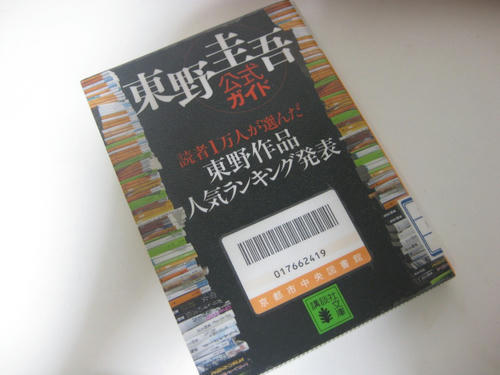 東野圭吾
公式
ガイド
読者1万人が選んだ
東野作品
人気ランキング発表
017662419
京都市中央図書館
講談社
文庫
E